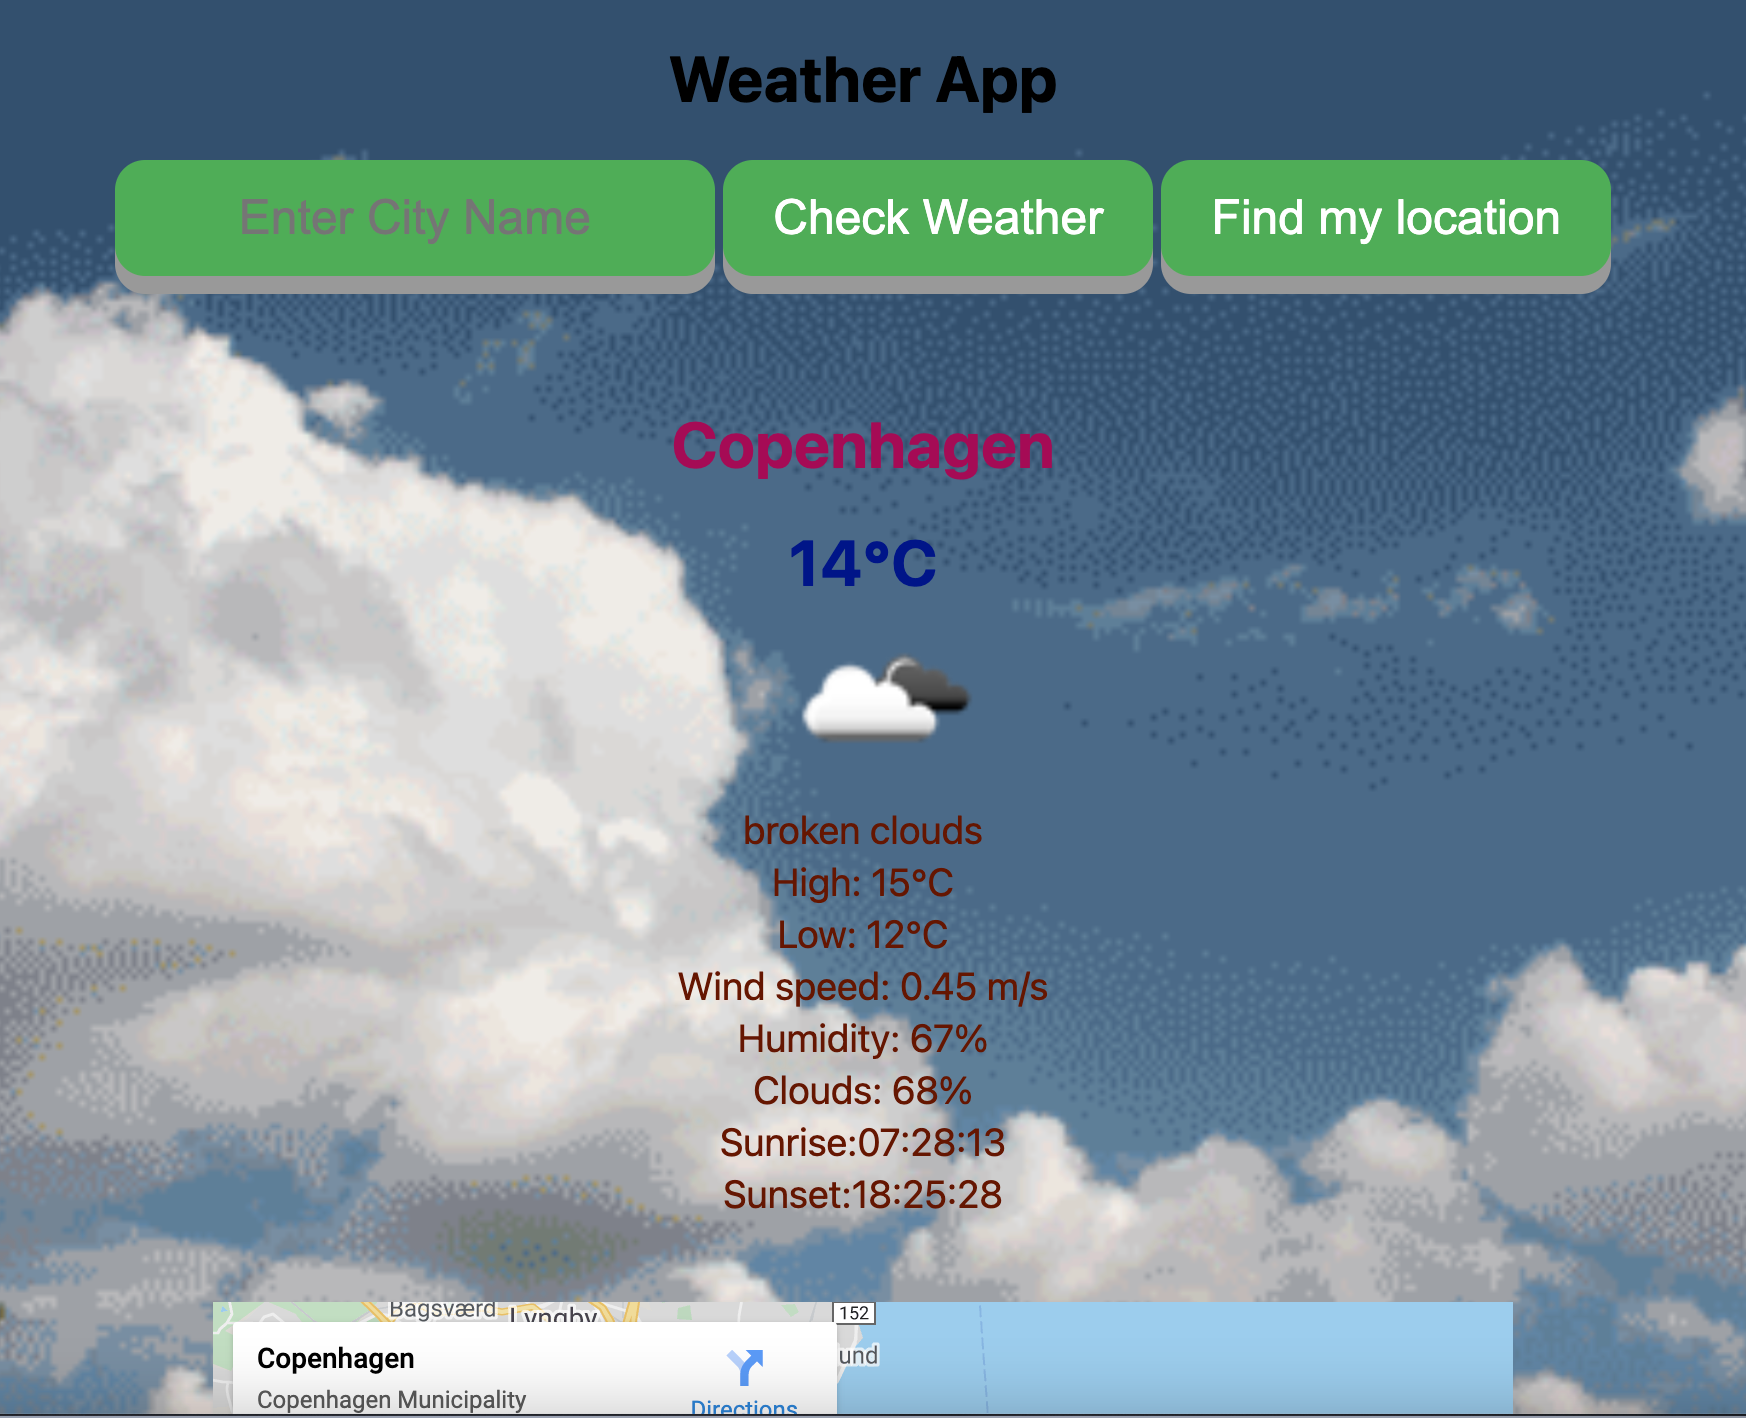 Weather App
Enter City Name Check Weather Find my location
Copenhagen
14°C
broken clouds
High: 15°C
Low: 12°C
Wind speed: 0.45 m/s
Humidity: 67%
Clouds: 68%
Sunrise:07:28:13
Sunset:18:25:28
Bagsværd Lyngby 152
und
Copenhagen
Copenhagen Municipality
Directions